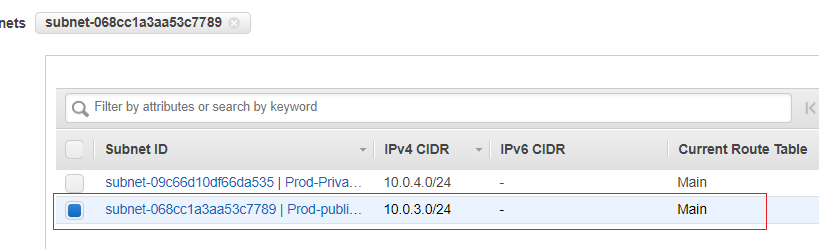 nets subnet-068cc1a3aa53c7789
Filter by attributes or search by keyword
Subnet ID IPv4 CIDR IPv6 CIDR Current Route Table
subnet-09c66d10df66da535 | Prod-Priva... 10.0.4.0/24 - Main
subnet-068cc1a3aa53c7789 | Prod-publi... 10.0.3.0/24 - Main